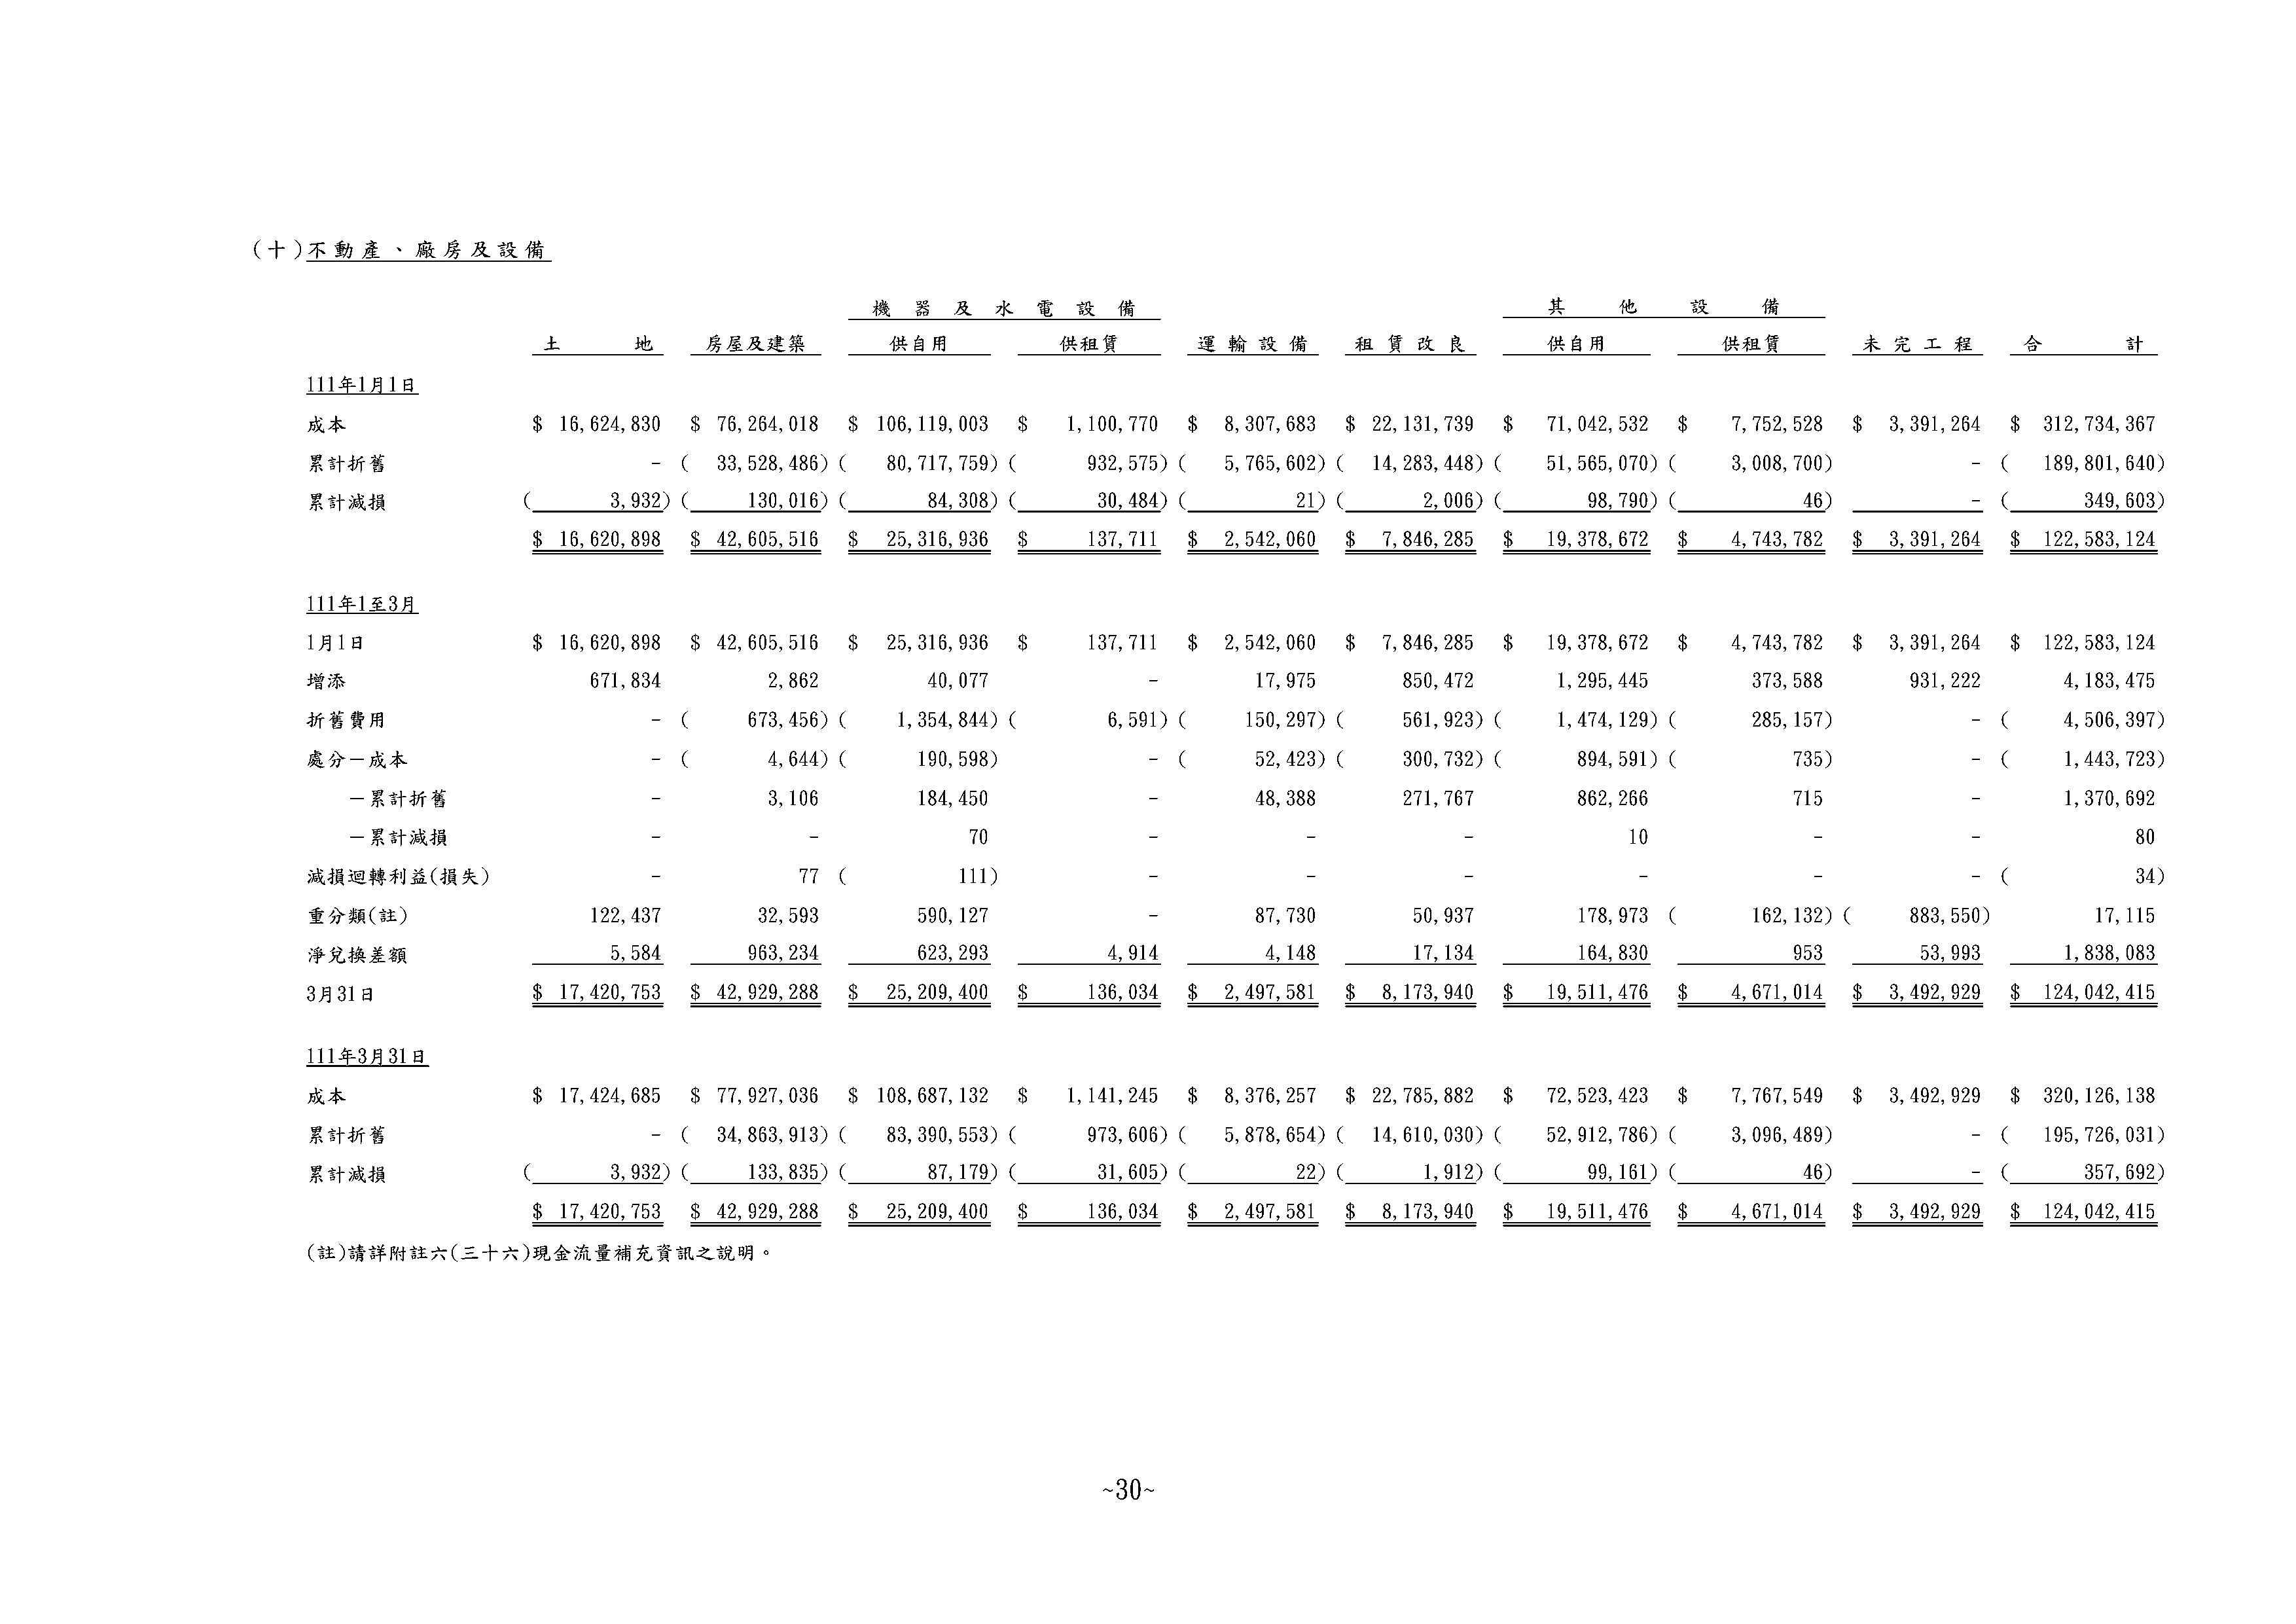 (十)不動產、廠房及設備
機器及水電設備 其他設備
土地 房屋及建築 供自用 供租賃 運輸設備 租賃改良 供自用 供租賃 未完工程 合計
111年1月1日
成本 $ 16,624,830 $ 76,264,018 $ 106,119,003 $ 1,100,770 $ 8,307,683 $ 22,131,739 $ 71,042,532 $ 7,752,528 $ 3,391,264 $ 312,734,367
累計折舊 - ( 33,528,486) ( 80,717,759) ( 932,575) ( 5,765,602) ( 14,283,448) ( 51,565,070) ( 3,008,700) - ( 189,801,640)
累計減損 ( 3,932) ( 130,016) ( 84,308) ( 30,484) ( 21) ( 2,006) ( 98,790) ( 46) - ( 349,603)
$ 16,620,898 $ 42,605,516 $ 25,316,936 $ 137,711 $ 2,542,060 $ 7,846,285 $ 19,378,672 $ 4,743,782 $ 3,391,264 $ 122,583,124
111年1至3月
1月1日 $ 16,620,898 $ 42,605,516 $ 25,316,936 $ 137,711 $ 2,542,060 $ 7,846,285 $ 19,378,672 $ 4,743,782 $ 3,391,264 $ 122,583,124
增添 671,834 2,862 40,077 - 17,975 850,472 1,295,445 373,588 931,222 4,183,475
折舊費用 - ( 673,456) ( 1,354,844) ( 6,591) ( 150,297) ( 561,923) ( 1,474,129) ( 285,157) - ( 4,506,397)
處分－成本 - ( 4,644) ( 190,598) - ( 52,423) ( 300,732) ( 894,591) ( 735) - ( 1,443,723)
－累計折舊 - 3,106 184,450 - 48,388 271,767 862,266 715 - 1,370,692
－累計減損 - - 70 - - - 10 - - 80
減損迴轉利益(損失) - 77 ( 111) - - - - - - ( 34)
重分類(註) 122,437 32,593 590,127 - 87,730 50,937 178,973 ( 162,132) ( 883,550) 17,115
淨兌換差額 5,584 963,234 623,293 4,914 4,148 17,134 164,830 953 53,993 1,838,083
3月31日 $ 17,420,753 $ 42,929,288 $ 25,209,400 $ 136,034 $ 2,497,581 $ 8,173,940 $ 19,511,476 $ 4,671,014 $ 3,492,929 $ 124,042,415
111年3月31日
成本 $ 17,424,685 $ 77,927,036 $ 108,687,132 $ 1,141,245 $ 8,376,257 $ 22,785,882 $ 72,523,423 $ 7,767,549 $ 3,492,929 $ 320,126,138
累計折舊 - ( 34,863,913) ( 83,390,553) ( 973,606) ( 5,878,654) ( 14,610,030) ( 52,912,786) ( 3,096,489) - ( 195,726,031)
累計減損 ( 3,932) ( 133,835) ( 87,179) ( 31,605) ( 22) ( 1,912) ( 99,161) ( 46) - ( 357,692)
$ 17,420,753 $ 42,929,288 $ 25,209,400 $ 136,034 $ 2,497,581 $ 8,173,940 $ 19,511,476 $ 4,671,014 $ 3,492,929 $ 124,042,415
(註)請詳附註六(三十六)現金流量補充資訊之說明。
~30~